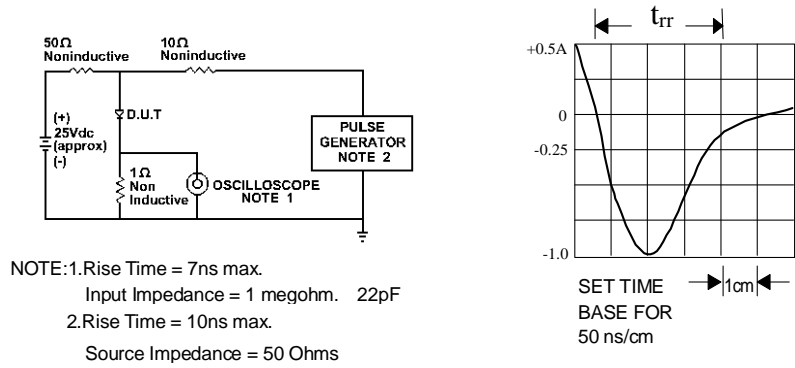 50Ω
Noninductive
10Ω
Noninductive
(+)
25Vdc
(approx)
(-)
D.U.T
1Ω
Non
Inductive
OSCILLOSCOPE
NOTE 1
PULSE
GENERATOR
NOTE 2
NOTE:1.Rise Time = 7ns max.
Input Impedance = 1 megohm. 22pF
2.Rise Time = 10ns max.
Source Impedance = 50 Ohms
trr
+0.5A
0
-0.25
-1.0
SET TIME
BASE FOR
50 ns/cm
1cm